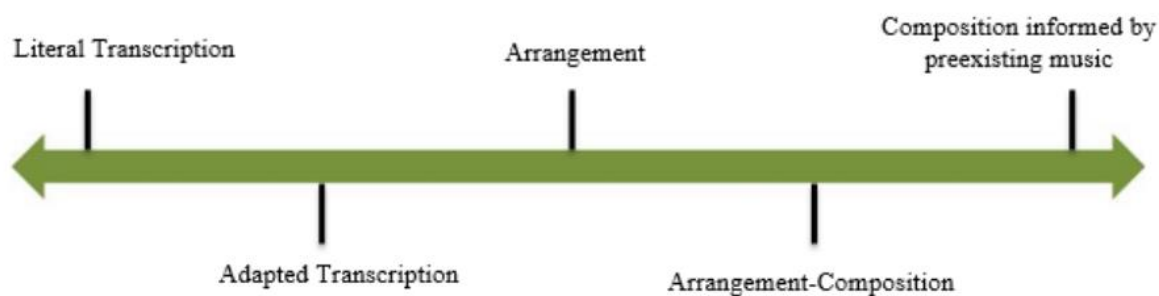 Literal Transcription
Arrangement
Composition informed by
preexisting music
Adapted Transcription
Arrangement-Composition